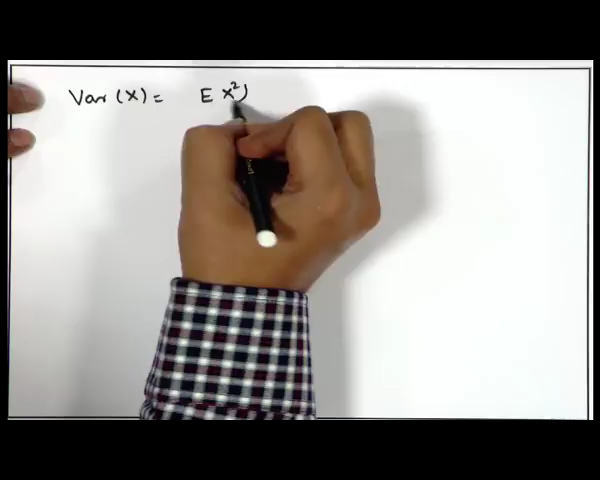 Var (X) = E X²)